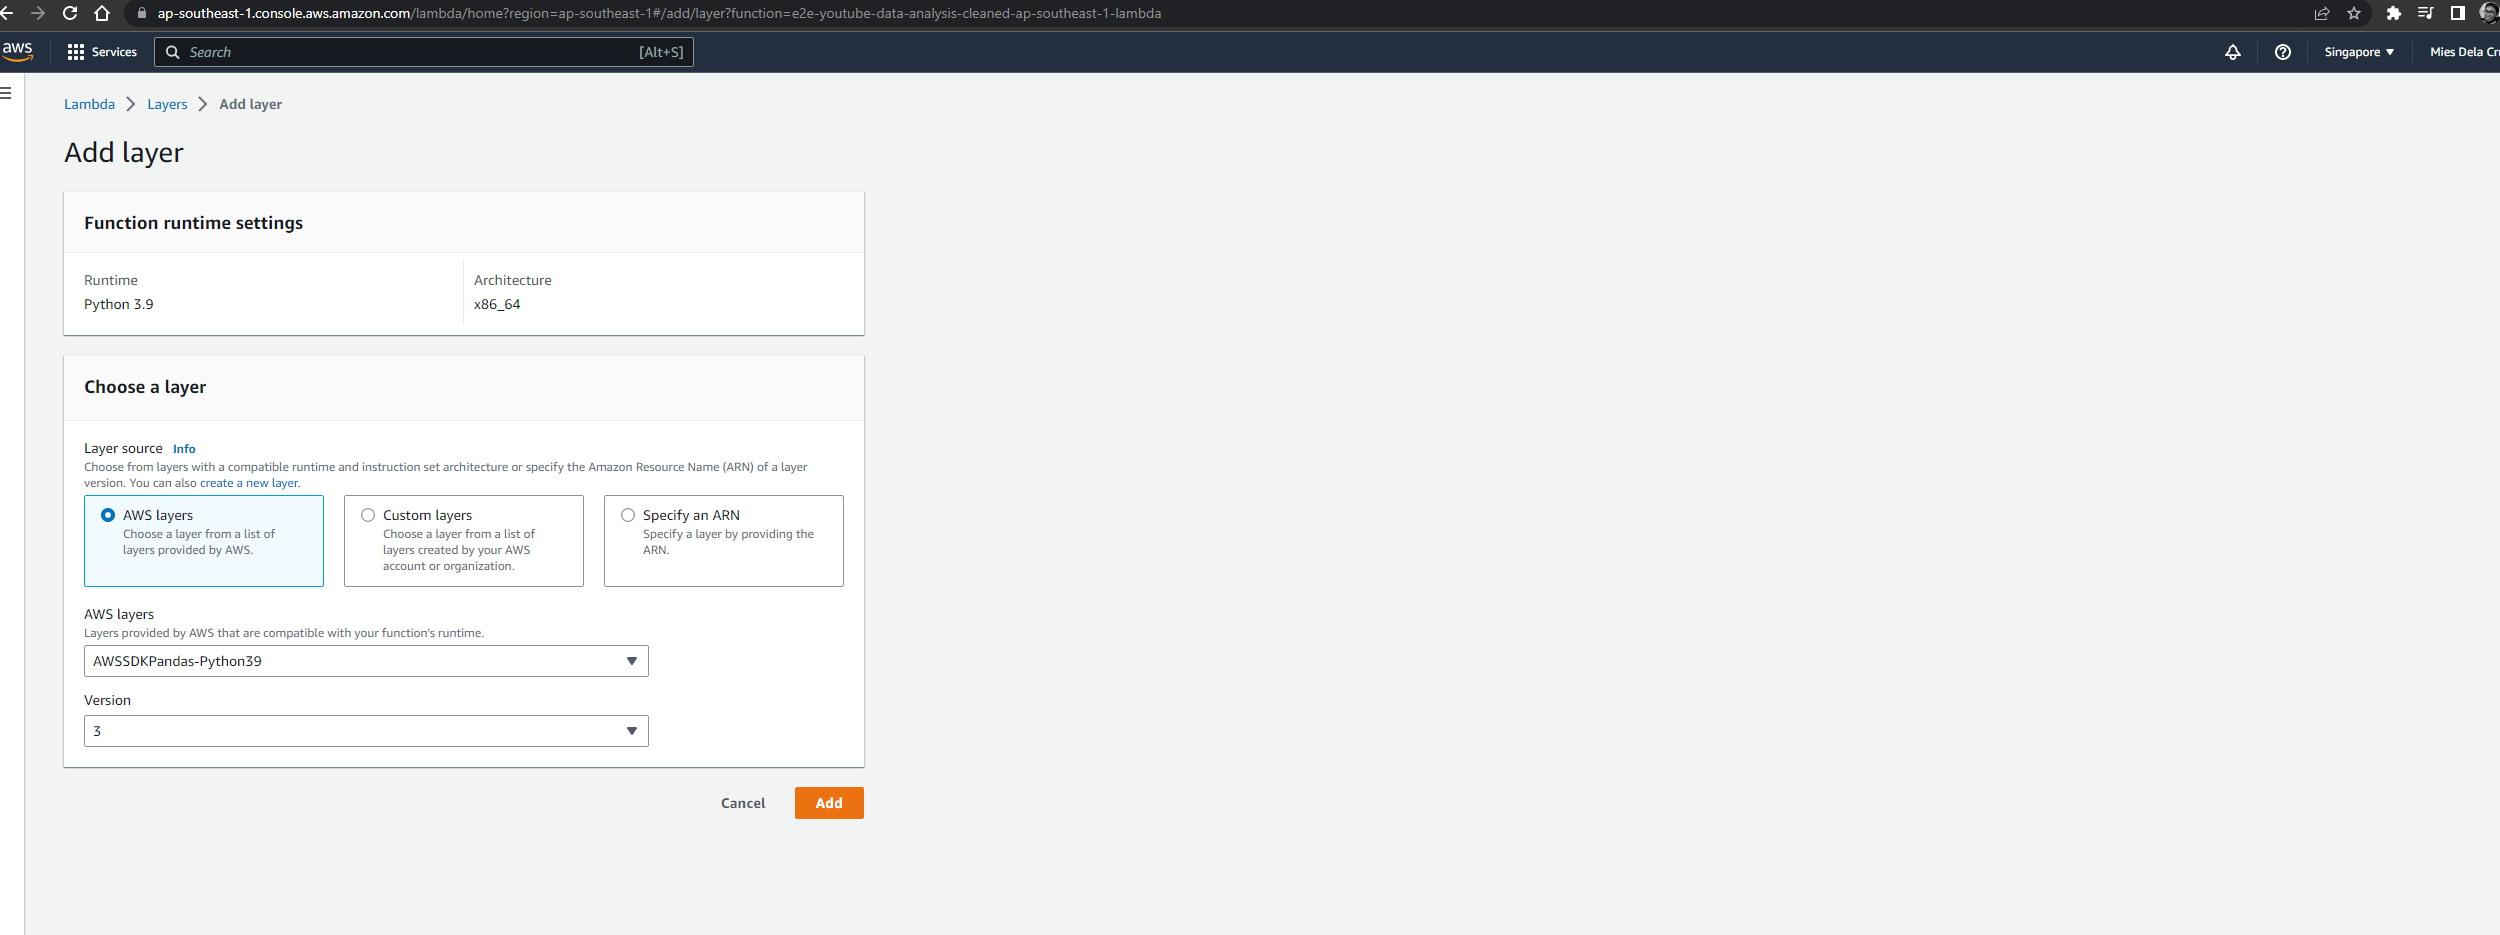 ap-southeast-1.console.aws.amazon.com/lambda/home?region=ap-southeast-1#/add/layer?function=e2e-youtube-data-analysis-cleaned-ap-southeast-1-lambda
aws Services Search [Alt+S] Singapore Mies Dela Cr
Lambda Layers Add layer
Add layer
Function runtime settings
Runtime Architecture
Python 3.9 x86_64
Choose a layer
Layer source Info
Choose from layers with a compatible runtime and instruction set architecture or specify the Amazon Resource Name (ARN) of a layer
version. You can also create a new layer.
AWS layers
Choose a layer from a list of
layers provided by AWS.
Custom layers
Choose a layer from a list of
layers created by your AWS
account or organization.
Specify an ARN
Specify a layer by providing the
ARN.
AWS layers
Layers provided by AWS that are compatible with your function's runtime.
AWSSDKPandas-Python39
Version
3
Cancel Add